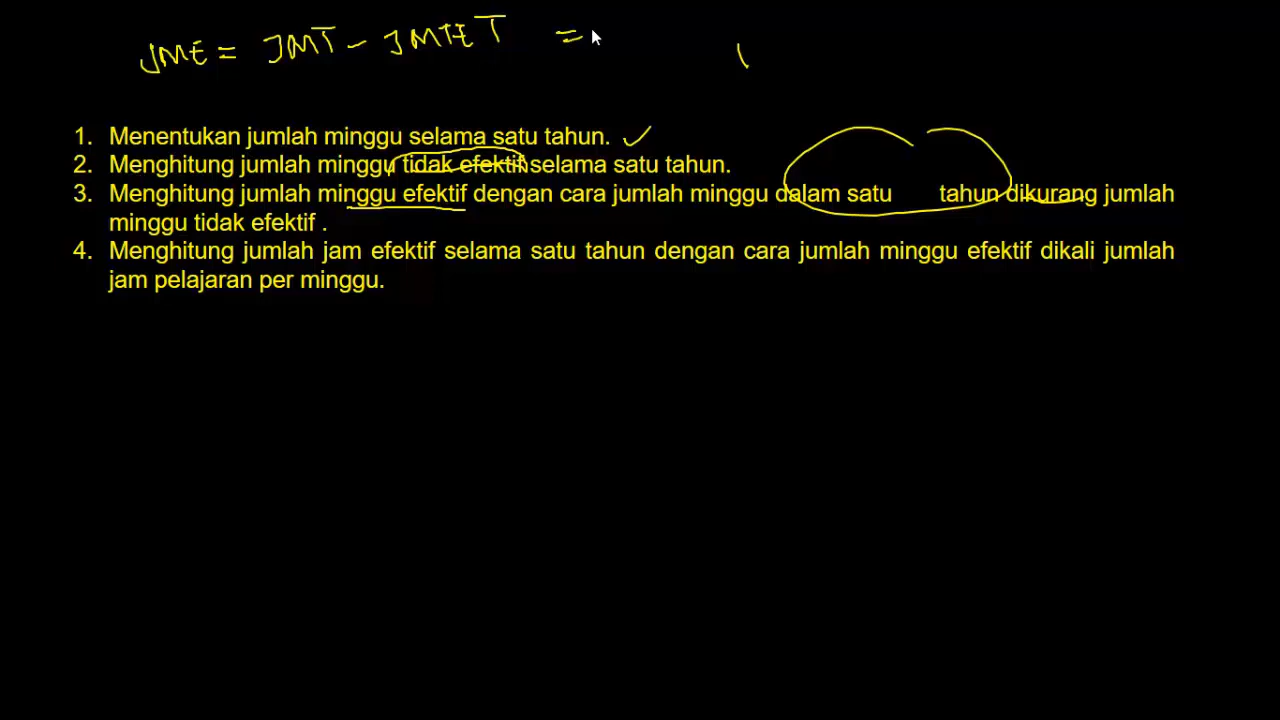 JME = JMT - JMTET =
1. Menentukan jumlah minggu selama satu tahun.
2. Menghitung jumlah minggu tidak efektif selama satu tahun.
3. Menghitung jumlah minggu efektif dengan cara jumlah minggu dalam satu tahun dikurang jumlah
minggu tidak efektif .
4. Menghitung jumlah jam efektif selama satu tahun dengan cara jumlah minggu efektif dikali jumlah
jam pelajaran per minggu.